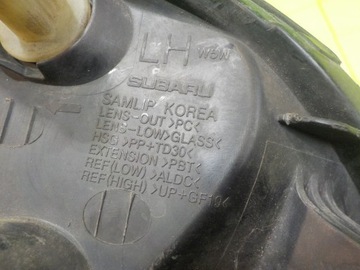 LH W5W
SUBARU
SAMLIP KOREA
LENS-OUT >PC<
LENS-LOW>GLASS<
HSG >PP+TD30<
EXTENSION >PBT<
REF(LOW) >ALDC<
REF(HIGH) >UP+GF10<